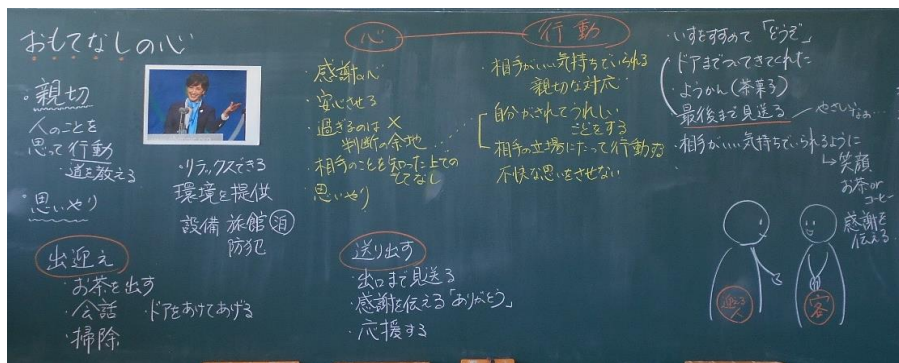 おもてなしの心
・親切
人のことを
思って行動
道を教える
・思いやり
・リラックスできる
環境を提供
設備 旅館 泊
防犯
出迎え
・お茶を出す
・会話 ・ドアをあけてあげる
・掃除
心
・感謝の心
・安心させる
・過ぎるのは×
判断の余地
・相手のことを知った上での
もてなし
・思いやり
送り出す
・出口まで見送る
・感謝を伝える「ありがとう」
・応援する
行動
・相手がいい気持ちでいられる
親切な対応
・自分がされてうれしい
ことをする
・相手の立場にたって行動する
・不快な思いをさせない
・いすをすすめて「どうぞ」
・ドアまでついてきてくれた
・ようかん(茶菓子)
・最後まで見送る
・相手がいい気持ちでいられるように
笑顔
お茶or
コーヒー
感謝を
伝える
迎える
人
客